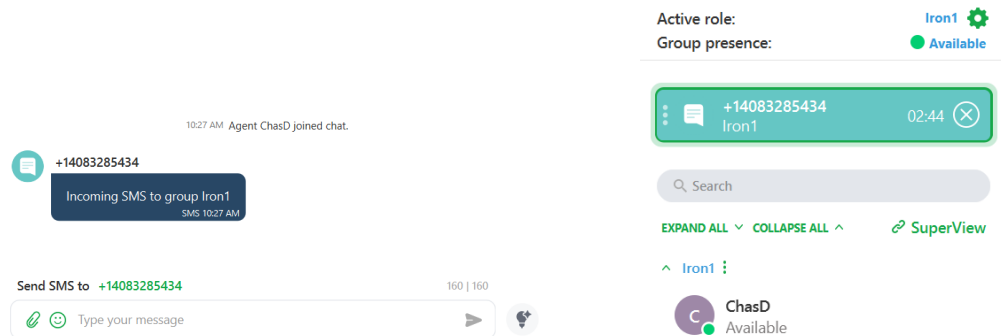 10:27 AM Agent ChasD joined chat.
+14083285434
Incoming SMS to group Iron1
SMS 10:27 AM
Send SMS to +14083285434
160 | 160
Type your message
Active role: Iron1
Group presence: Available
+14083285434
Iron1
02:44
Search
EXPAND ALL COLLAPSE ALL SuperView
Iron1
C
ChasD
Available